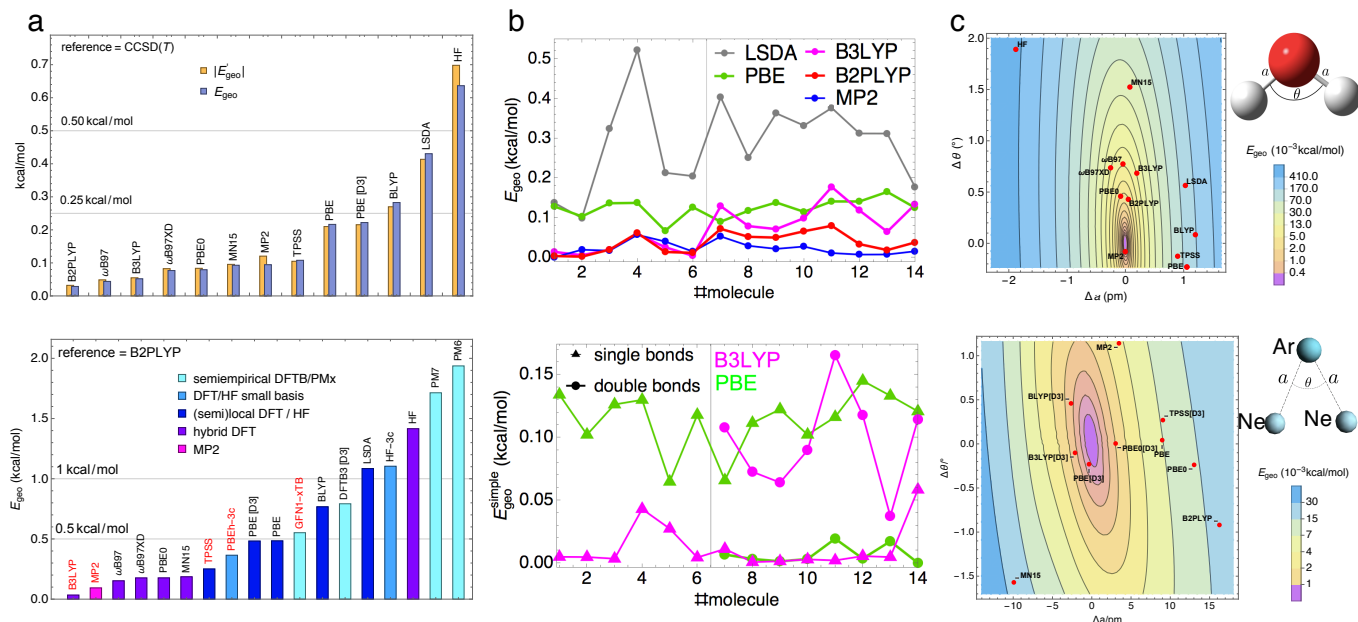 a
reference = CCSD(T)
|E'geo|
Egeo
0.50 kcal/mol
0.25 kcal/mol
kcal/mol
0.7
0.6
0.5
0.4
0.3
0.2
0.1
0.0
B2PLYP
ωB97
B3LYP
ωB97XD
PBE0
MN15
MP2
TPSS
PBE
PBE [D3]
BLYP
LSDA
HF
reference = B2PLYP
semiempirical DFTB/PMx
DFT/HF small basis
(semi)local DFT / HF
hybrid DFT
MP2
1 kcal/mol
0.5 kcal/mol
Egeo (kcal/mol)
2.0
1.5
1.0
0.5
0.0
B3LYP
MP2
ωB97
ωB97XD
PBE0
MN15
TPSS
PBEh-3c
PBE [D3]
PBE
GFN1-xTB
BLYP
DFTB [D3]
LSDA
HF-3c
HF
PM7
PM6
b
LSDA
PBE
B3LYP
B2PLYP
MP2
Egeo (kcal/mol)
0.5
0.4
0.3
0.2
0.1
0.0
2 4 6 8 10 12 14
#molecule
single bonds
double bonds
B3LYP
PBE
Egeo^simple (kcal/mol)
0.15
0.10
0.05
0.00
2 4 6 8 10 12 14
#molecule
c
Δθ (°)
2.0
1.5
1.0
0.5
0.0
HF
MN15
ωB97
ωB97XD
B3LYP
PBE0
B2PLYP
LSDA
BLYP
MP2
TPSS
PBE
−2 −1 0 1
(pm)
a a
θ
Egeo (10⁻³kcal/mol)
410.0
170.0
70.0
30.0
13.0
5.0
2.0
1.0
0.4
Δθ/°
1.0
0.5
0.0
−0.5
−1.0
−1.5
MP2
BLYP[D3]
TPSS[D3]
B3LYP[D3]
PBE0[D3]
PBE
PBE[D3]
PBE0
B2PLYP
MN15
−10 −5 0 5 10 15
Δa/pm
Ar
a θ a
Ne Ne
Egeo (10⁻³kcal/mol)
30
15
7
4
2
1